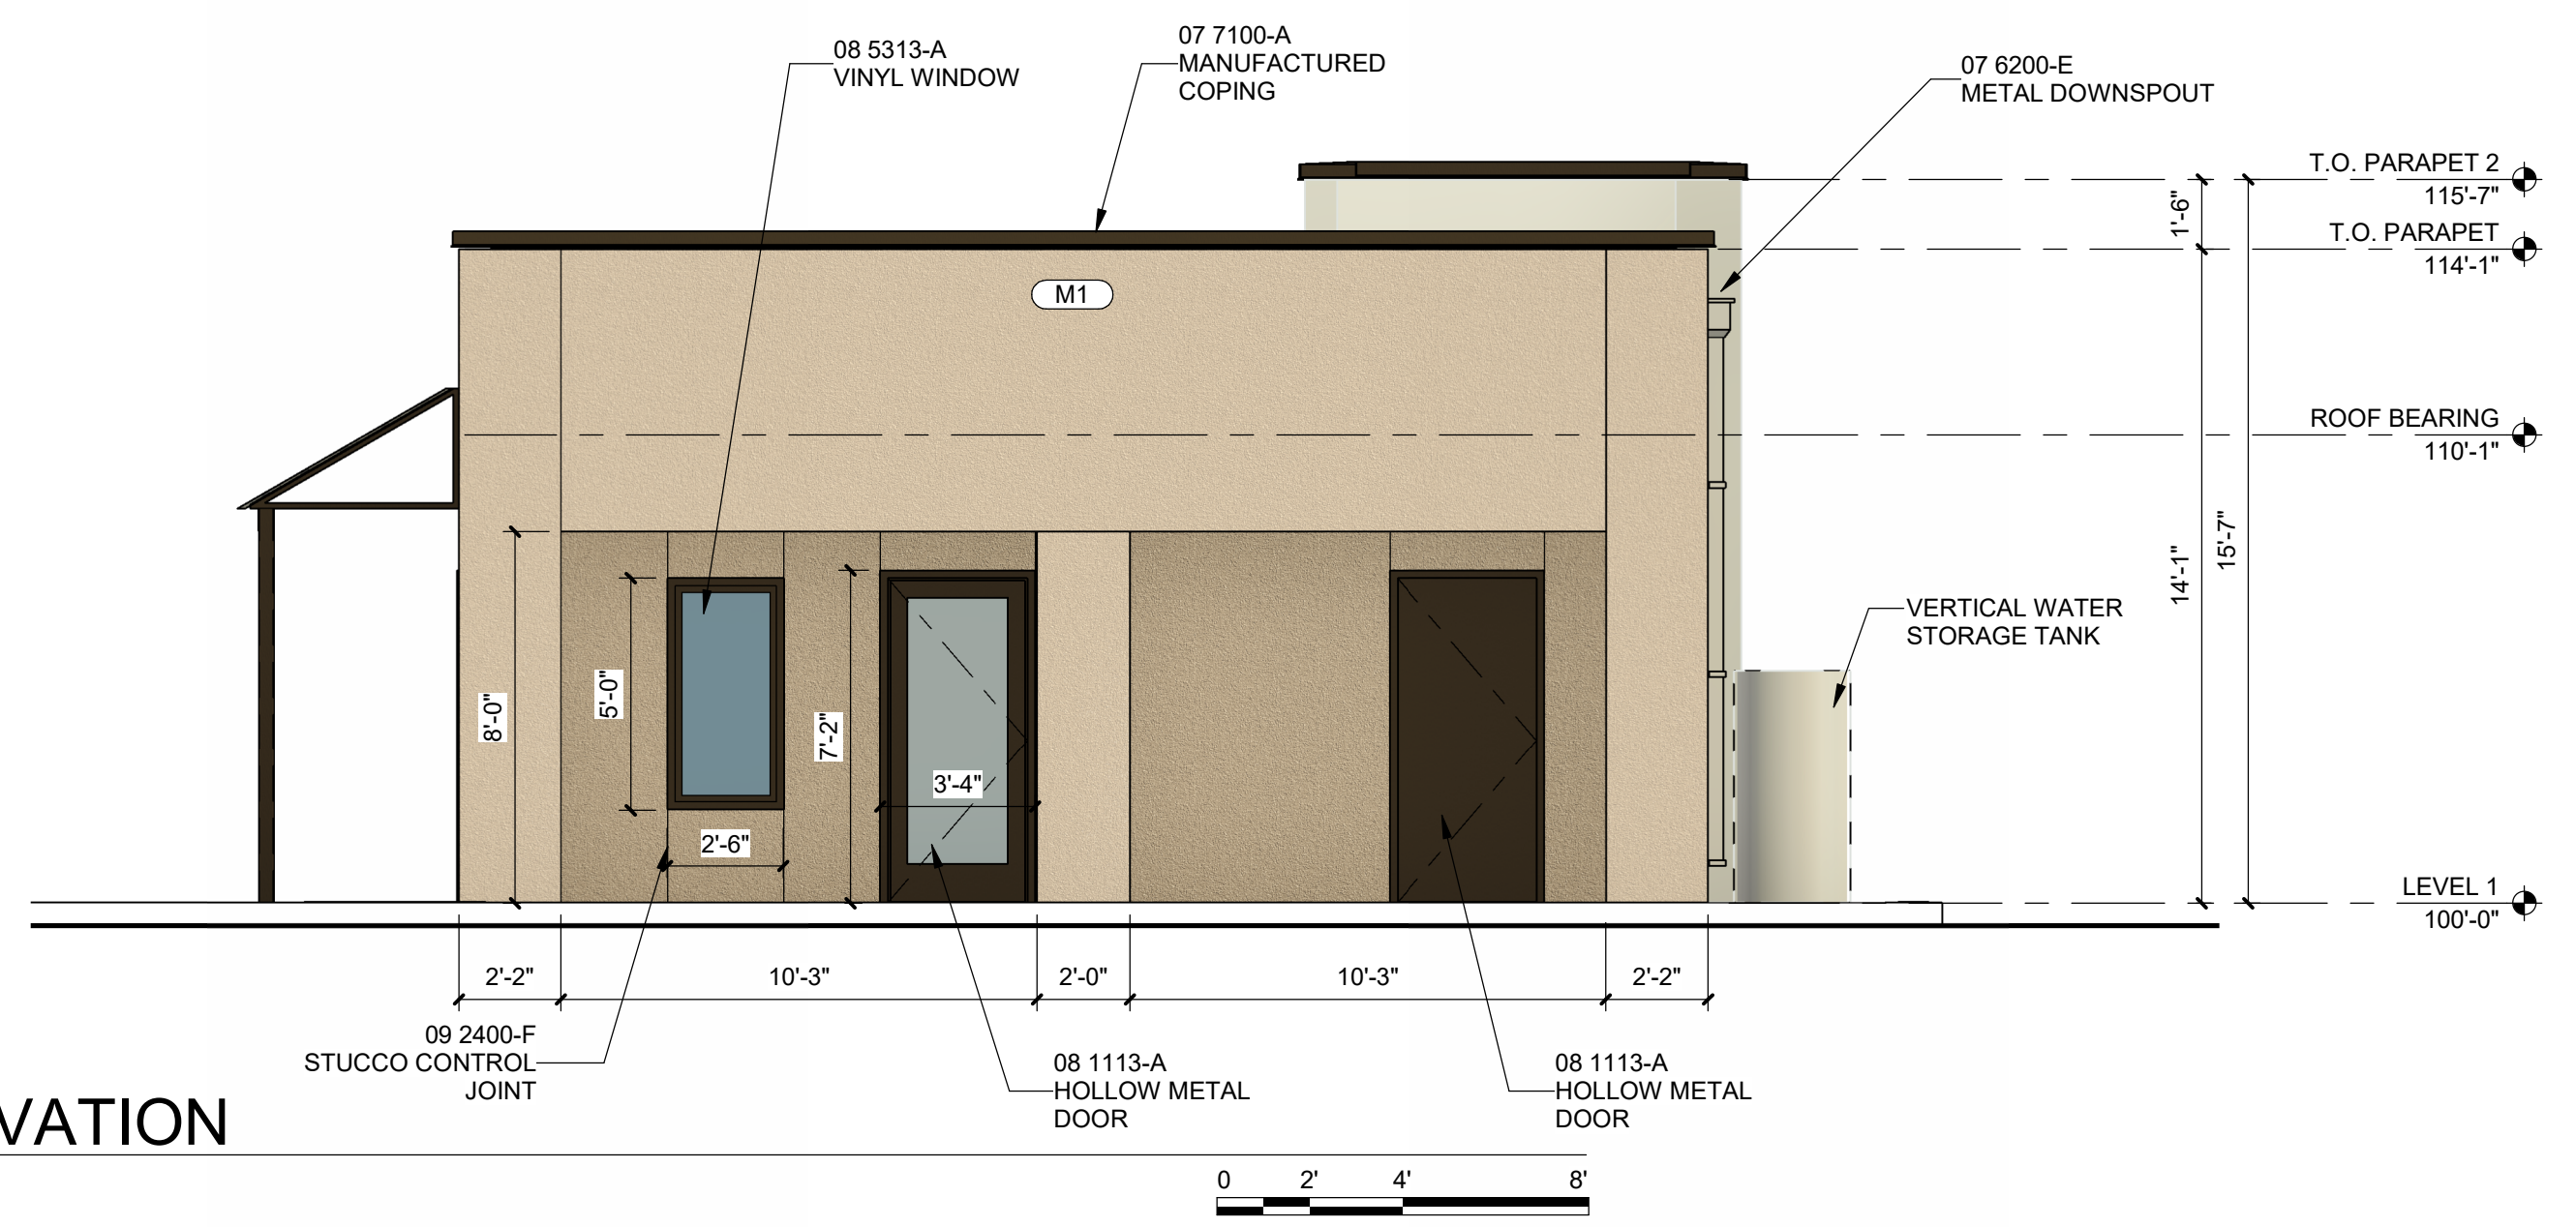 08 5313-A
VINYL WINDOW
07 7100-A
MANUFACTURED
COPING
07 6200-E
METAL DOWNSPOUT
T.O. PARAPET 2
115'-7"
T.O. PARAPET
114'-1"
1'-6"
M1
ROOF BEARING
110'-1"
15'-7"
14'-1"
VERTICAL WATER
STORAGE TANK
8'-0"
5'-0"
7'-2"
3'-4"
2'-6"
LEVEL 1
100'-0"
2'-2"
10'-3"
2'-0"
10'-3"
2'-2"
09 2400-F
STUCCO CONTROL
JOINT
08 1113-A
HOLLOW METAL
DOOR
08 1113-A
HOLLOW METAL
DOOR
VATION
0 2' 4' 8'